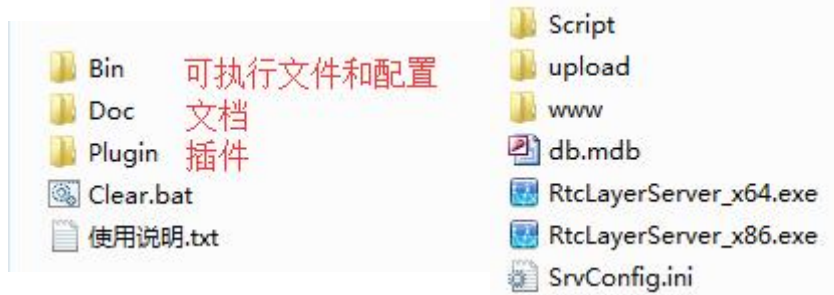 Bin 可执行文件和配置
Doc 文档
Plugin 插件
Clear.bat
使用说明.txt
Script
upload
www
db.mdb
RtcLayerServer_x64.exe
RtcLayerServer_x86.exe
SrvConfig.ini